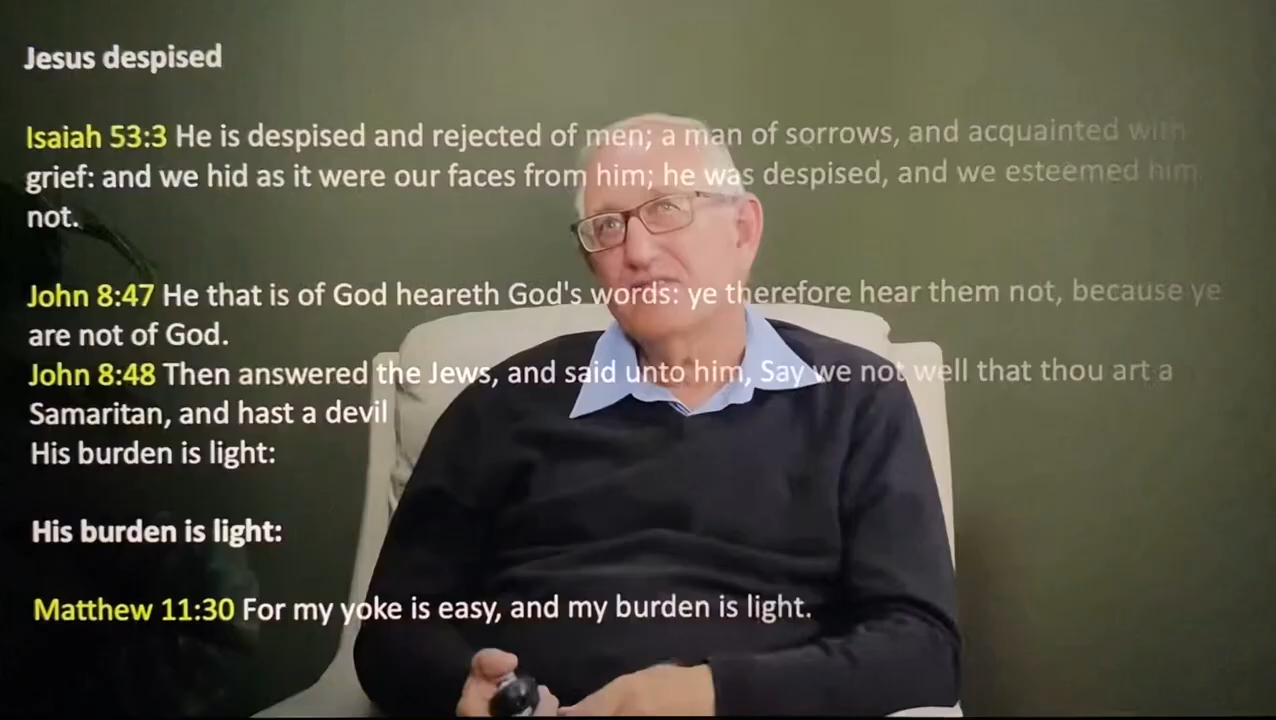 Jesus despised
Isaiah 53:3 He is despised and rejected of men; a man of sorrows, and acquainted with
grief: and we hid as it were our faces from him; he was despised, and we esteemed him
not.
John 8:47 He that is of God heareth God's words: ye therefore hear them not, because ye
are not of God.
John 8:48 Then answered the Jews, and said unto him, Say we not well that thou art a
Samaritan, and hast a devil
His burden is light:
His burden is light:
Matthew 11:30 For my yoke is easy, and my burden is light.